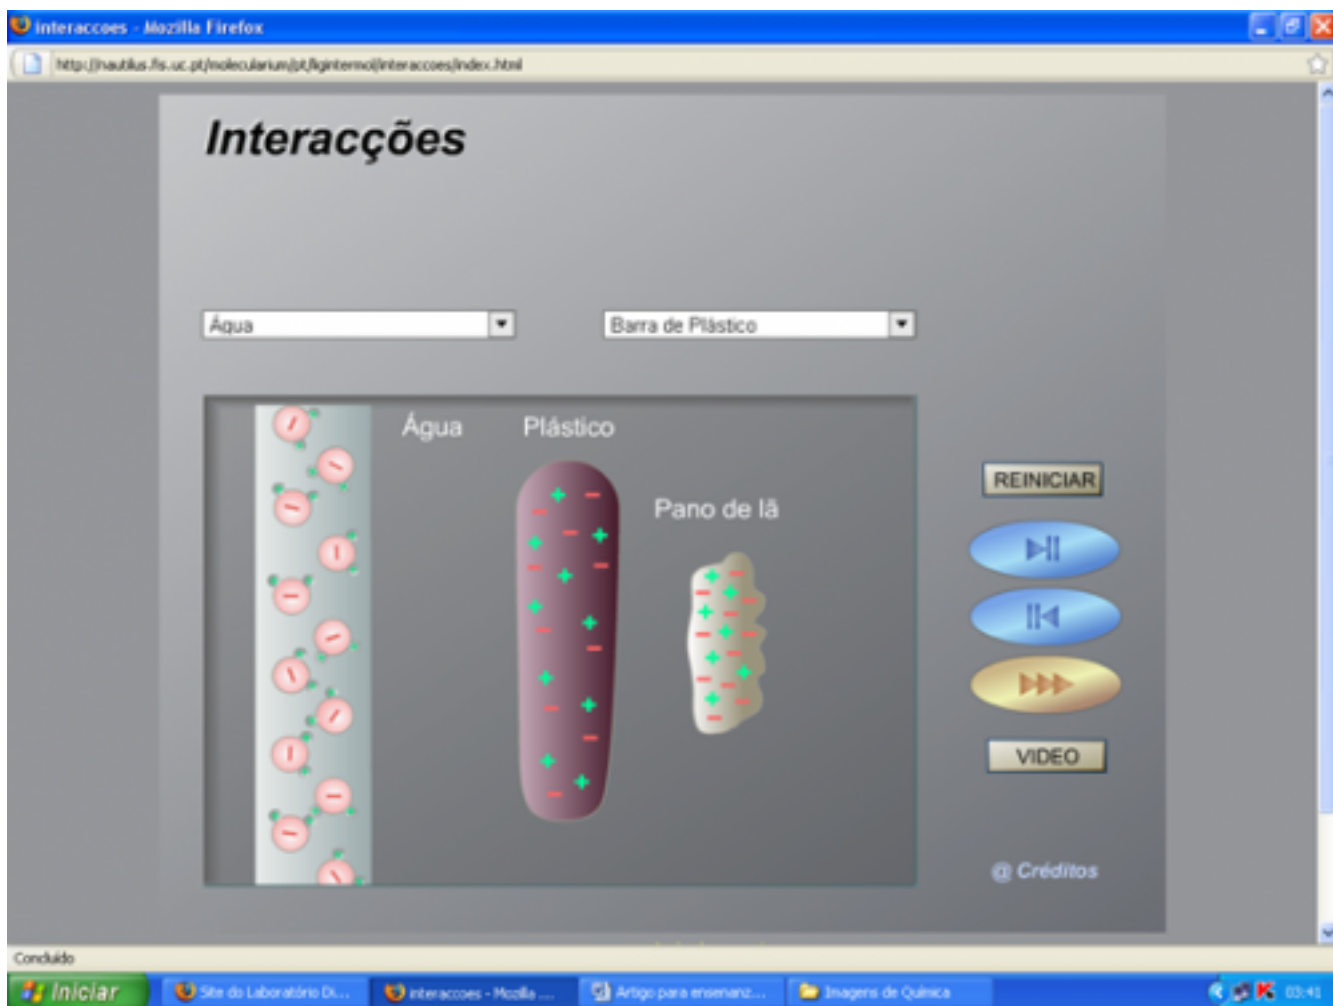 interaccoes - Mozilla Firefox
http://nautilus.fis.uc.pt/molecularium/pt/lgintermol/interaccoes/index.html
Interacções
Água
Barra de Plástico
Água
Plástico
Pano de lã
REINICIAR
VIDEO
@ Créditos
Concluído
Iniciar
Site do Laboratório Di...
interaccoes - Mozilla ...
Artigo para ensenanz...
Imagens de Química
03:41